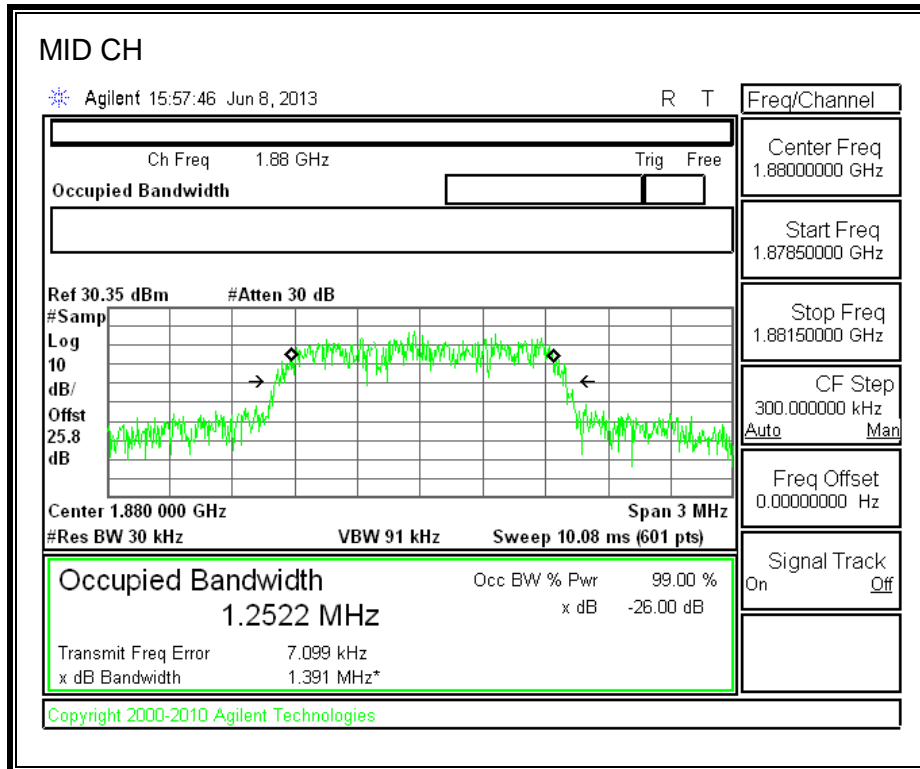 MID CH
Agilent 15:57:46 Jun 8, 2013 R T
Freq/Channel
Ch Freq 1.88 GHz Trig Free
Occupied Bandwidth
Center Freq
1.88000000 GHz
Start Freq
1.87850000 GHz
Stop Freq
1.88150000 GHz
CF Step
300.000000 kHz
Auto Man
Freq Offset
0.00000000 Hz
Signal Track
On Off
Ref 30.35 dBm #Atten 30 dB
#Samp
Log
10
dB/
Offst
25.8
dB
Center 1.880 000 GHz Span 3 MHz
#Res BW 30 kHz VBW 91 kHz Sweep 10.08 ms (601 pts)
Occupied Bandwidth Occ BW % Pwr 99.00 %
1.2522 MHz x dB -26.00 dB
Transmit Freq Error 7.099 kHz
x dB Bandwidth 1.391 MHz*
Copyright 2000-2010 Agilent Technologies